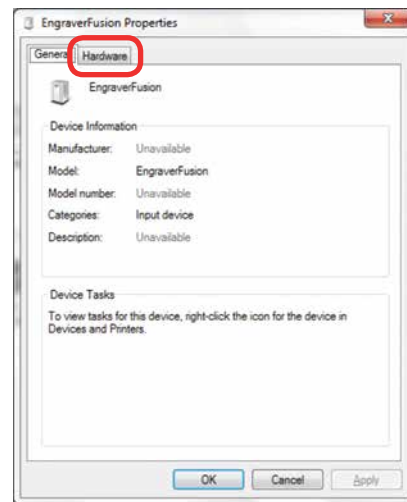 EngraverFusion Properties
General Hardware
EngraverFusion
Device Information
Manufacturer: Unavailable
Model: EngraverFusion
Model number: Unavailable
Categories: Input device
Description: Unavailable
Device Tasks
To view tasks for this device, right-click the icon for the device in
Devices and Printers.
OK Cancel Apply